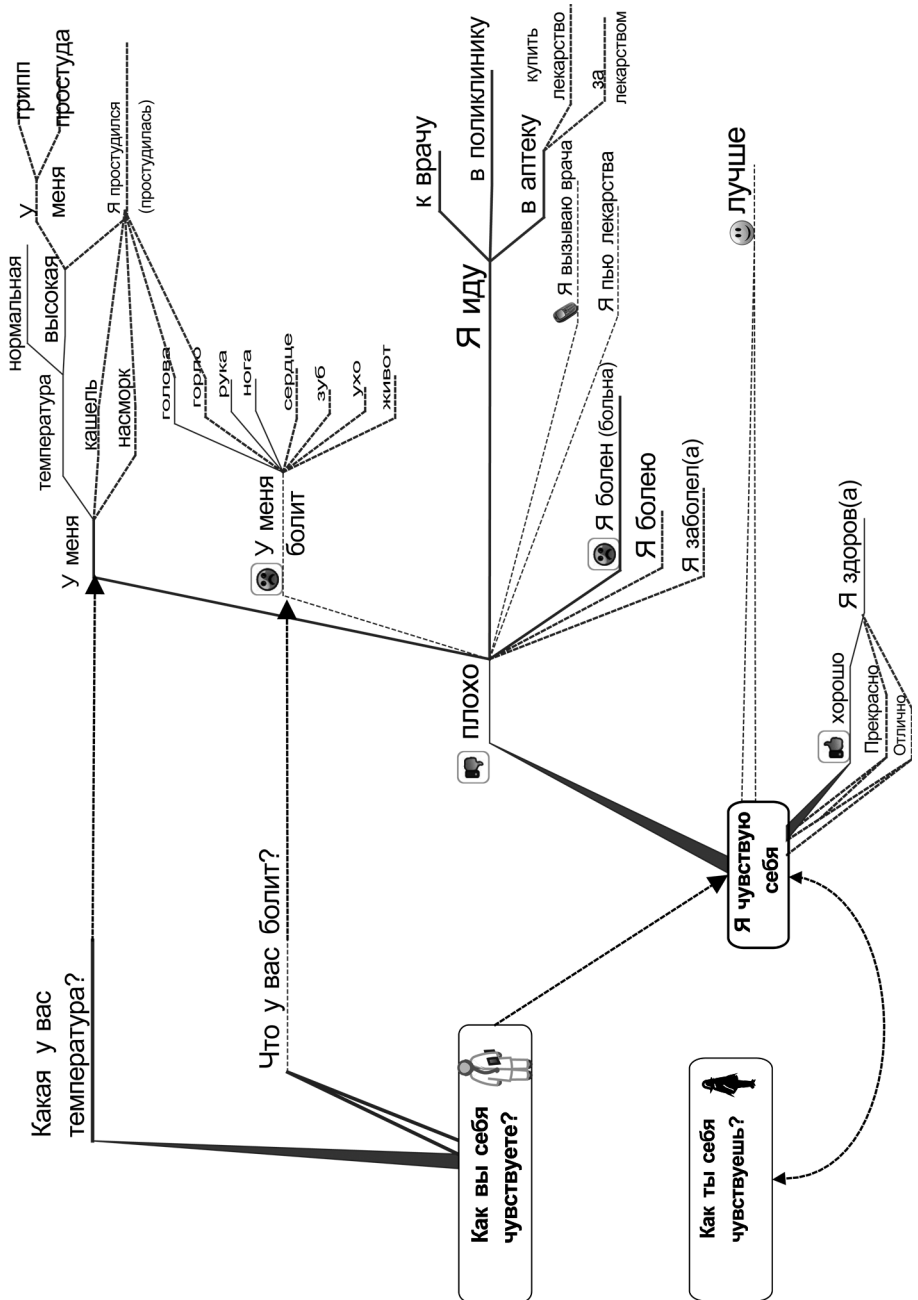 Какая у вас
температура?
Что у вас болит?
Как вы себя
чувствуете?
Как ты себя
чувствуешь?
Я чувствую
себя
плохо
У меня
температура
нормальная
высокая
У
меня
грипп
простуда
кашель
насморк
Я простудился
(простудилась)
У меня
болит
голова
горло
рука
нога
сердце
зуб
ухо
живот
Я иду
к врачу
в поликлинику
в аптеку
купить
лекарство
за
лекарством
Я вызываю врача
Я пью лекарства
Я болен (больна)
Я болею
Я заболел(а)
лучше
хорошо
Прекрасно
Отлично
Я здоров(а)